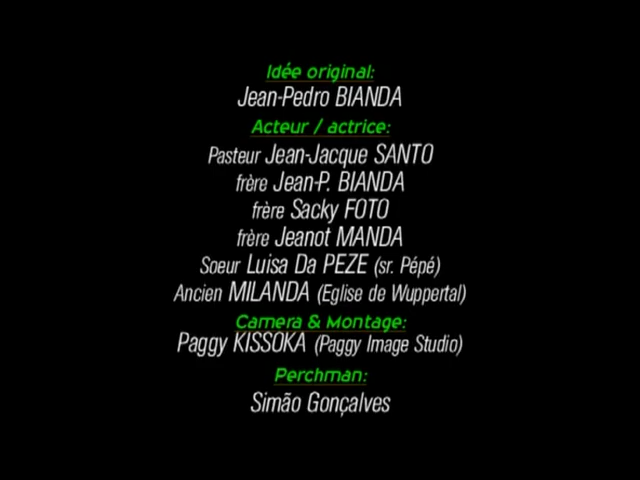 Idée original:
Jean-Pedro BIANDA
Acteur / actrice:
Pasteur Jean-Jacque SANTO
frère Jean-P. BIANDA
frère Sacky FOTO
frère Jeanot MANDA
Soeur Luisa Da PEZE (sr. Pépé)
Ancien MILANDA (Eglise de Wuppertal)
Camera & Montage:
Paggy KISSOKA (Paggy Image Studio)
Perchman:
Simão Gonçalves